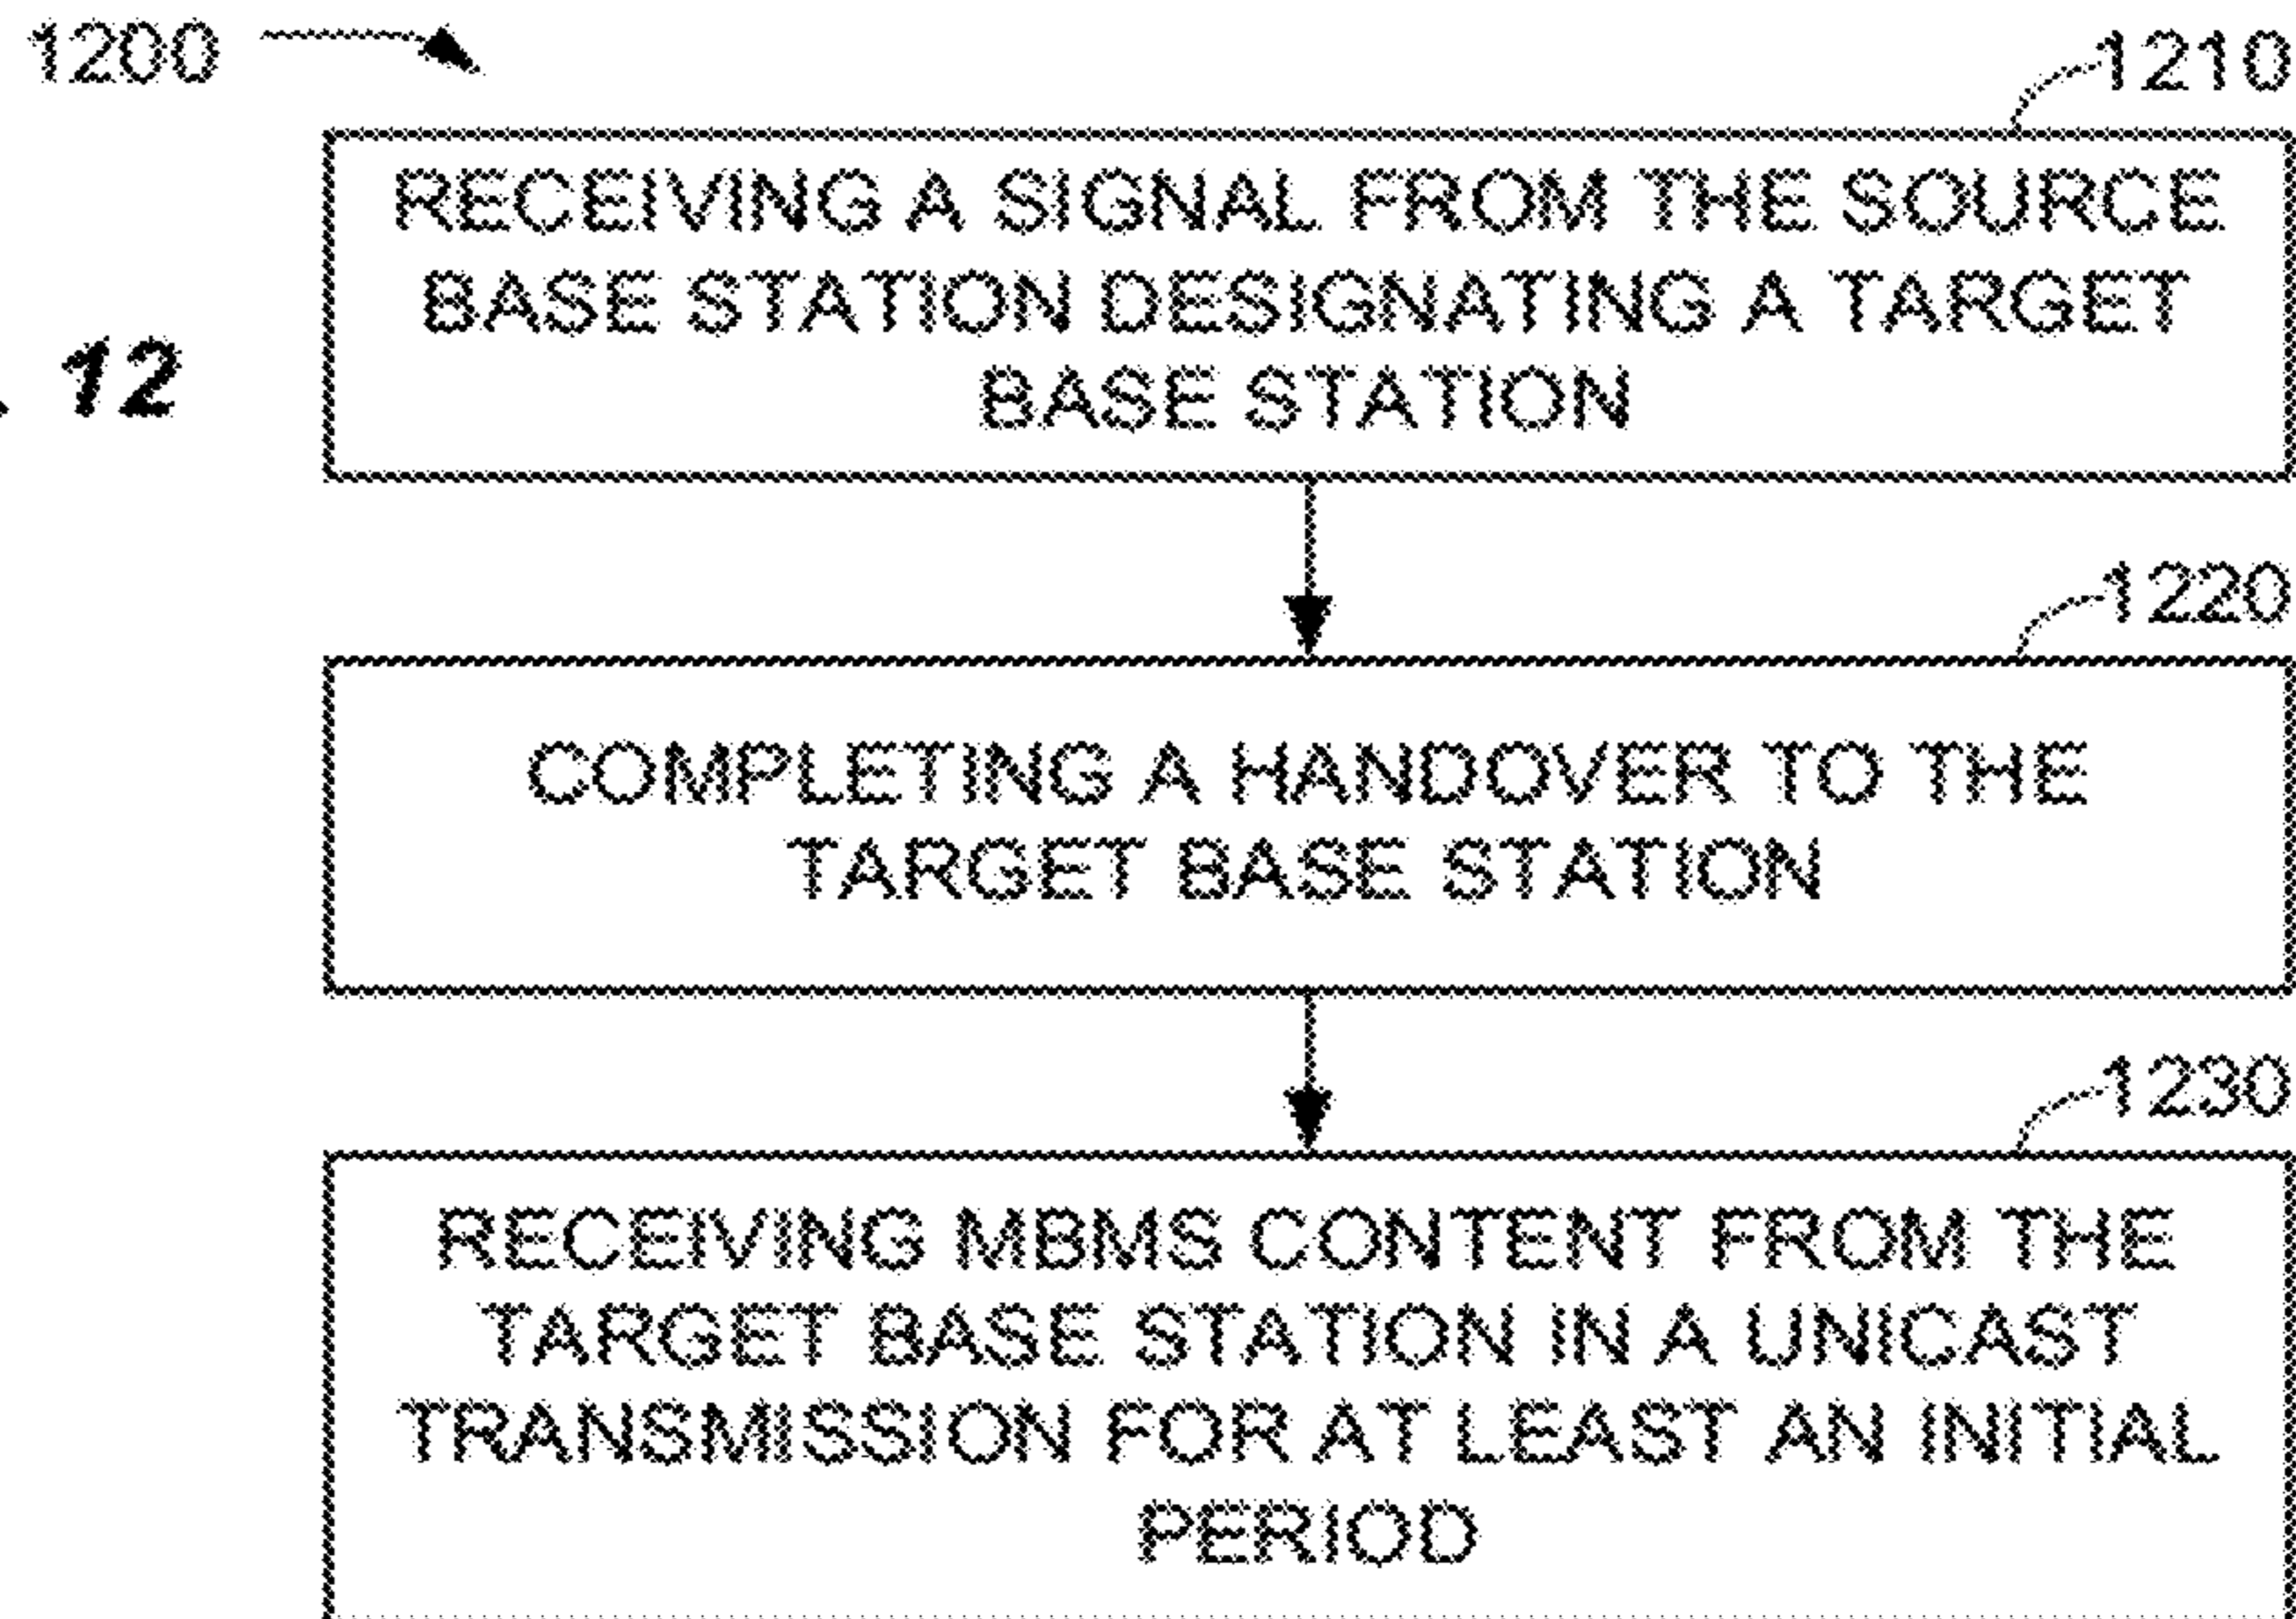 1200
1210
RECEIVING A SIGNAL FROM THE SOURCE
BASE STATION DESIGNATING A TARGET
BASE STATION
12
1220
COMPLETING A HANDOVER TO THE
TARGET BASE STATION
1230
RECEIVING MBMS CONTENT FROM THE
TARGET BASE STATION IN A UNICAST
TRANSMISSION FOR AT LEAST AN INITIAL
PERIOD